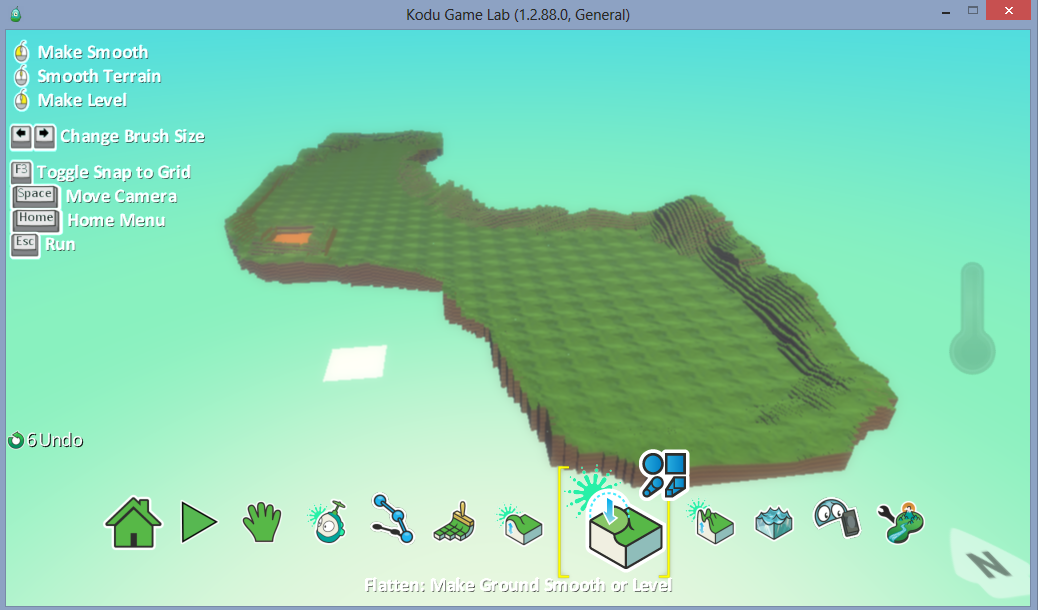 Kodu Game Lab (1.2.88.0, General)
Make Smooth
Smooth Terrain
Make Level
Change Brush Size
F3 Toggle Snap to Grid
Space Move Camera
Home Home Menu
Esc Run
6 Undo
Flatten: Make Ground Smooth or Level
N